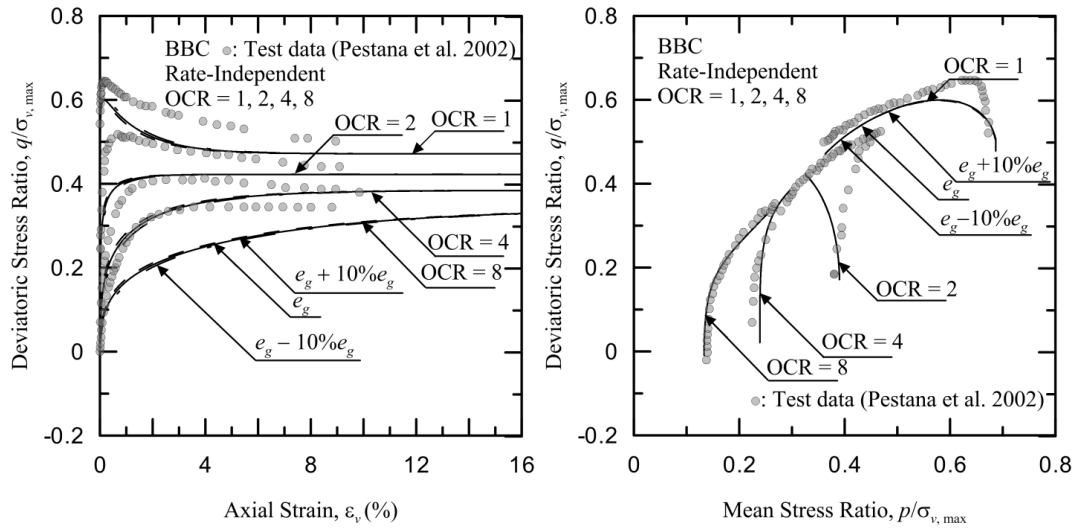 0.8
0.6
0.4
0.2
0
-0.2
Deviatoric Stress Ratio, q/σv, max
BBC
: Test data (Pestana et al. 2002)
Rate-Independent
OCR = 1, 2, 4, 8
OCR = 2
OCR = 1
OCR = 4
OCR = 8
eg + 10%eg
eg
eg − 10%eg
0 4 8 12 16
Axial Strain, εv (%)
0.8
0.6
0.4
0.2
0
-0.2
Deviatoric Stress Ratio, q/σv, max
BBC
Rate-Independent
OCR = 1, 2, 4, 8
OCR = 1
eg+10%eg
eg
eg−10%eg
OCR = 2
OCR = 4
OCR = 8
: Test data (Pestana et al. 2002)
0 0.2 0.4 0.6 0.8
Mean Stress Ratio, p/σv, max